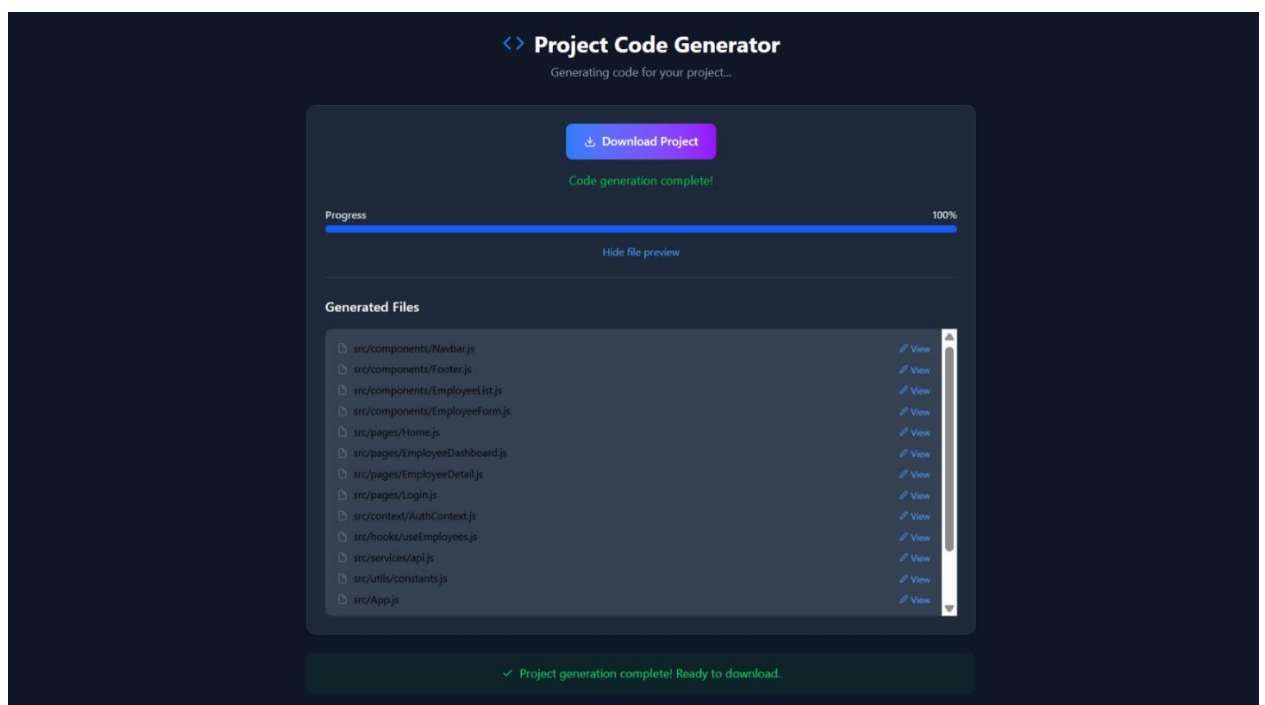 Project Code Generator
Generating code for your project...
Download Project
Code generation complete!
Progress 100%
Hide file preview
Generated Files
src/components/Navbar.js View
src/components/Footer.js View
src/components/EmployeeList.js View
src/components/EmployeeForm.js View
src/pages/Home.js View
src/pages/EmployeeDashboard.js View
src/pages/EmployeeDetail.js View
src/pages/Login.js View
src/context/AuthContext.js View
src/hooks/useEmployees.js View
src/services/api.js View
src/utils/constants.js View
src/App.js View
Project generation complete! Ready to download.